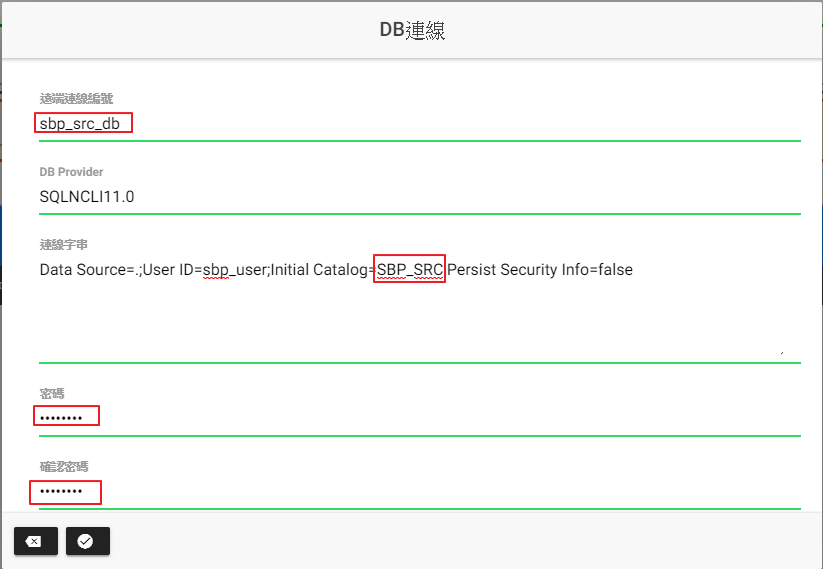 DB連線
遠端連線編號
sbp_src_db
DB Provider
SQLNCLI11.0
連線字串
Data Source=.;User ID=sbp_user;Initial Catalog=SBP_SRC;Persist Security Info=false
密碼
••••••••
確認密碼
••••••••